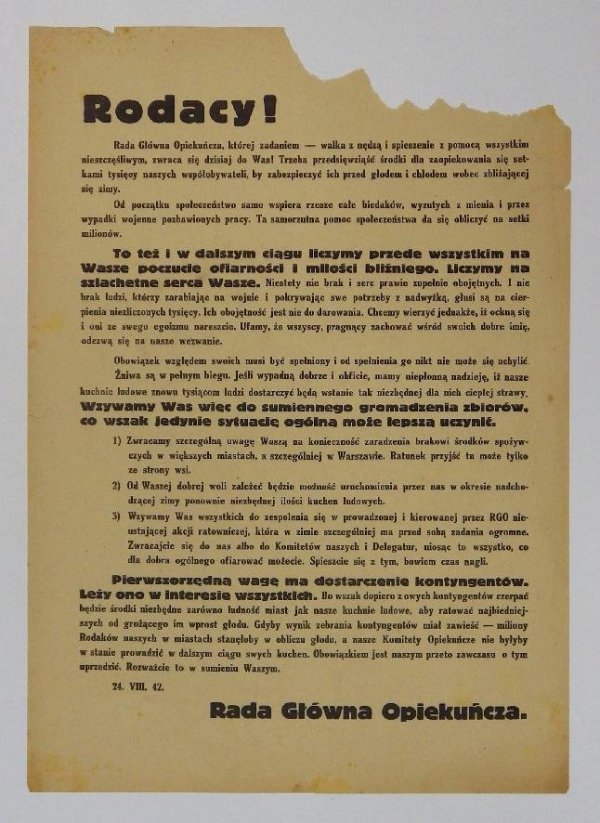 Rodacy!
Rada Główna Opiekuńcza, której zadaniem — walka z nędzą i spieszenie z pomocą wszystkim
nieszczęśliwym, zwraca się dzisiaj do Was! Trzeba przedsięwziąść środki dla zaopiekowania się set-
kami tysięcy naszych współobywateli, by zabezpieczyć ich przed głodem i chłodem wobec zbliżającej
się zimy.
Od początku społeczeństwo samo wspiera rzesze całe biedaków, wyzutych z mienia i przez
wypadki wojenne pozbawionych pracy. Ta samorzutna pomoc społeczeństwa da się obliczyć na setki
milionów.
To też i w dalszym ciągu liczymy przede wszystkim na
Wasze poczucie ofiarności i miłości bliźniego. Liczymy na
szlachetne serca Wasze. Niestety nie brak i serc prawie zupełnie obojętnych. I nie
brak ludzi, którzy zarabiając na wojnie i pokrywając swe potrzeby z nadwyżką, głusi są na cier-
pienia niezliczonych tysięcy. Ich obojętność jest nie do darowania. Chcemy wierzyć jednakże, iż ockną się
i oni ze swego egoizmu nareszcie. Ufamy, że wszyscy, pragnący zachować wśród swoich dobre imię,
odezwą się na nasze wezwanie.
Obowiązek względem swoich musi być spełniony i od spełnienia go nikt nie może się uchylić.
Żniwa są w pełnym biegu. Jeśli wypadną dobrze i obficie, mamy niepłonną nadzieję, iż nasze
kuchnie ludowe znowu tysiącom ludzi dostarczyć będą wstanie tak niezbędnej dla nich ciepłej strawy.
Wzywamy Was więc do sumiennego gromadzenia zbiorów,
co wszak jedynie sytuację ogólną może lepszą uczynić.
1) Zwracamy szczególną uwagę Waszą na konieczność zaradzenia brakowi środków spożyw-
czych w większych miastach, a szczególniej w Warszawie. Ratunek przyjść tu może tylko
ze strony wsi.
2) Od Waszej dobrej woli zależeć będzie możność uruchomienia przez nas w okresie nadcho-
dzącej zimy ponownie niezbędnej ilości kuchen ludowych.
3) Wzywamy Was wszystkich do zespolenia się w prowadzonej i kierowanej przez RGO nie-
ustającej akcji ratowniczej, która w zimie szczególniej ma przed sobą zadania ogromne.
Zwracajcie się do nas albo do Komitetów naszych i Delegatur, niosąc to wszystko, co
dla dobra ogólnego ofiarować możecie. Spieszcie się z tym, bowiem czas nagli.
Pierwszorzędną wagę ma dostarczenie kontyngentów.
Leży ono w interesie wszystkich. Bo wszak dopiero z owych kontyngentów czerpać
będzie środki niezbędne zarówno ludność miast jak nasze kuchnie ludowe, aby ratować najbiedniej-
szych od grożącego im wprost głodu. Gdyby wynik zebrania kontyngentów miał zawieść — miliony
Rodaków naszych w miastach stanęłoby w obliczu głodu, a nasze Komitety Opiekuńcze nie byłyby
w stanie prowadzić w dalszym ciągu swych kuchen. Obowiązkiem jest naszym przeto zawczasu o tym
uprzedzić. Rozważcie to w sumieniu Waszym.
24. VIII. 42.
Rada Główna Opiekuńcza.